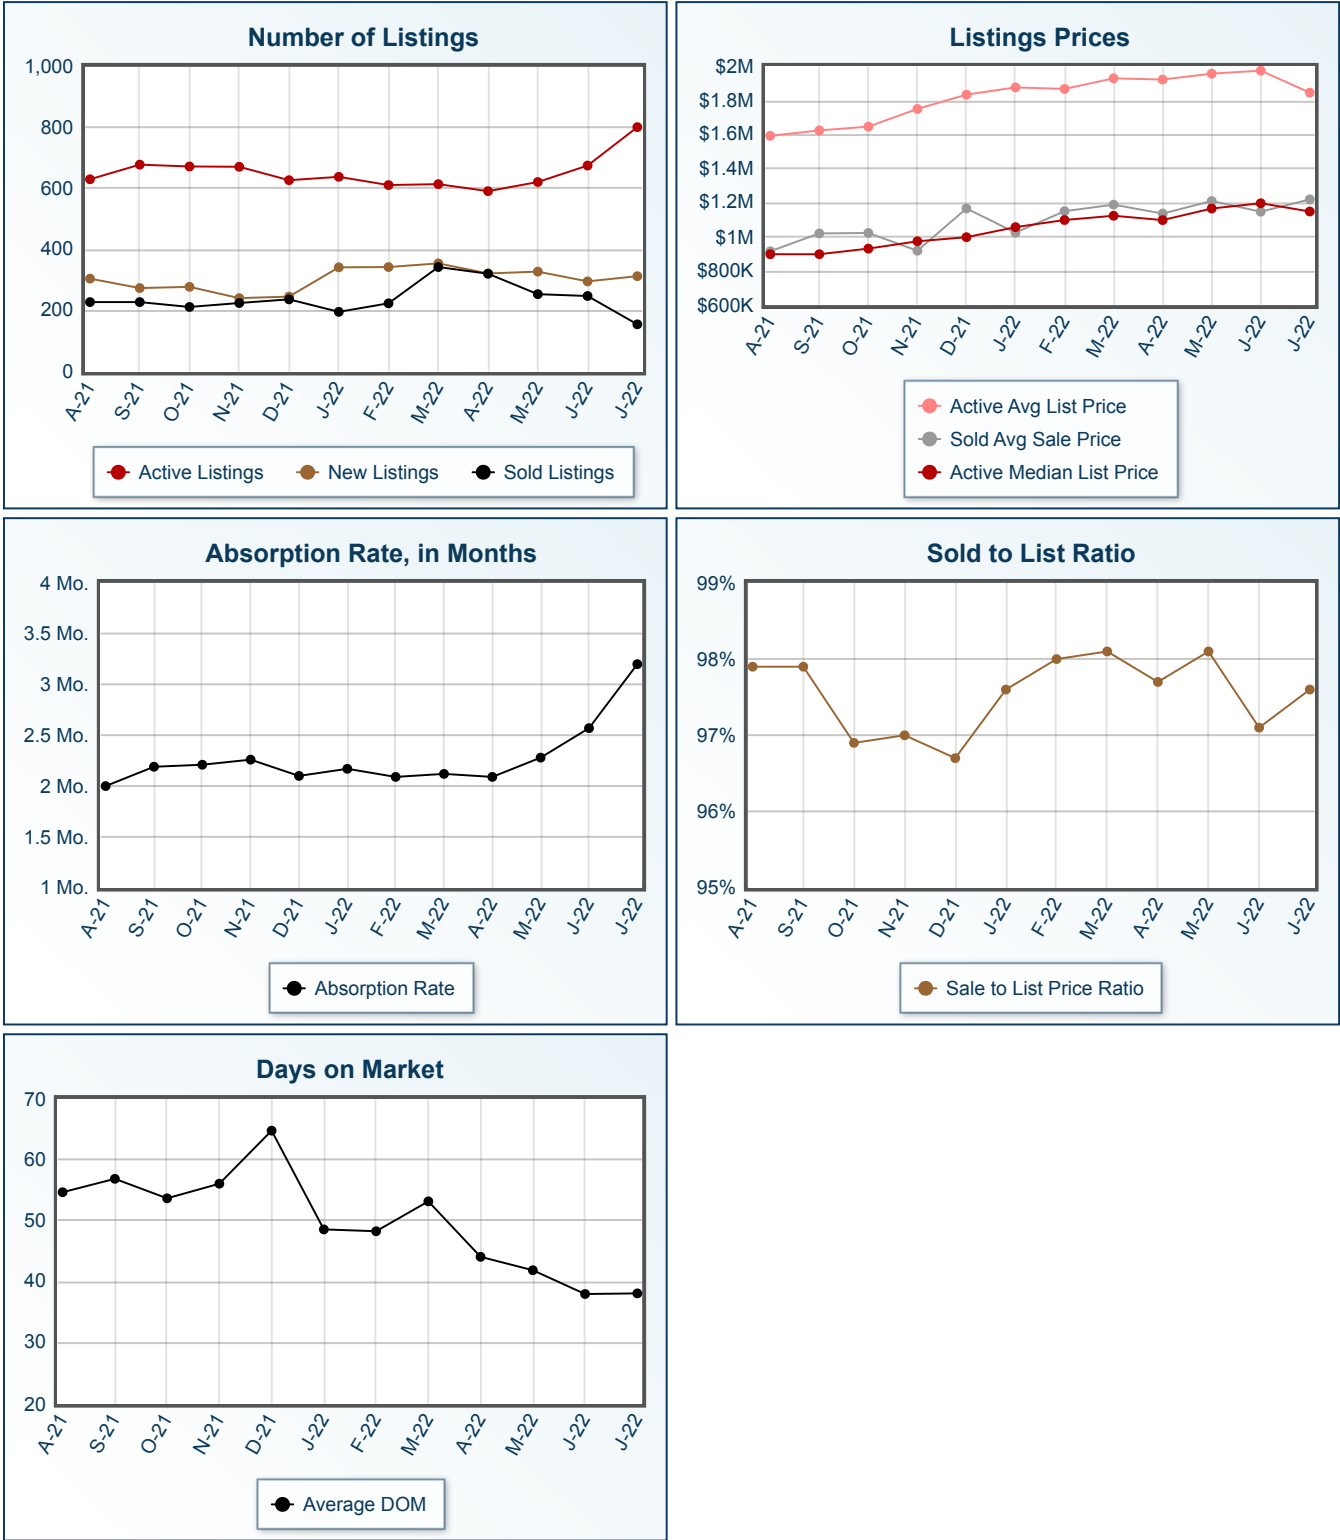 Number of Listings
1,000
800
600
400
200
0
A-21 S-21 O-21 N-21 D-21 J-22 F-22 M-22 A-22 M-22 J-22 J-22
Active Listings New Listings Sold Listings
Listings Prices
$2M
$1.8M
$1.6M
$1.4M
$1.2M
$1M
$800K
$600K
A-21 S-21 O-21 N-21 D-21 J-22 F-22 M-22 A-22 M-22 J-22 J-22
Active Avg List Price
Sold Avg Sale Price
Active Median List Price
Absorption Rate, in Months
4 Mo.
3.5 Mo.
3 Mo.
2.5 Mo.
2 Mo.
1.5 Mo.
1 Mo.
A-21 S-21 O-21 N-21 D-21 J-22 F-22 M-22 A-22 M-22 J-22 J-22
Absorption Rate
Sold to List Ratio
99%
98%
97%
96%
95%
A-21 S-21 O-21 N-21 D-21 J-22 F-22 M-22 A-22 M-22 J-22 J-22
Sale to List Price Ratio
Days on Market
70
60
50
40
30
20
A-21 S-21 O-21 N-21 D-21 J-22 F-22 M-22 A-22 M-22 J-22 J-22
Average DOM